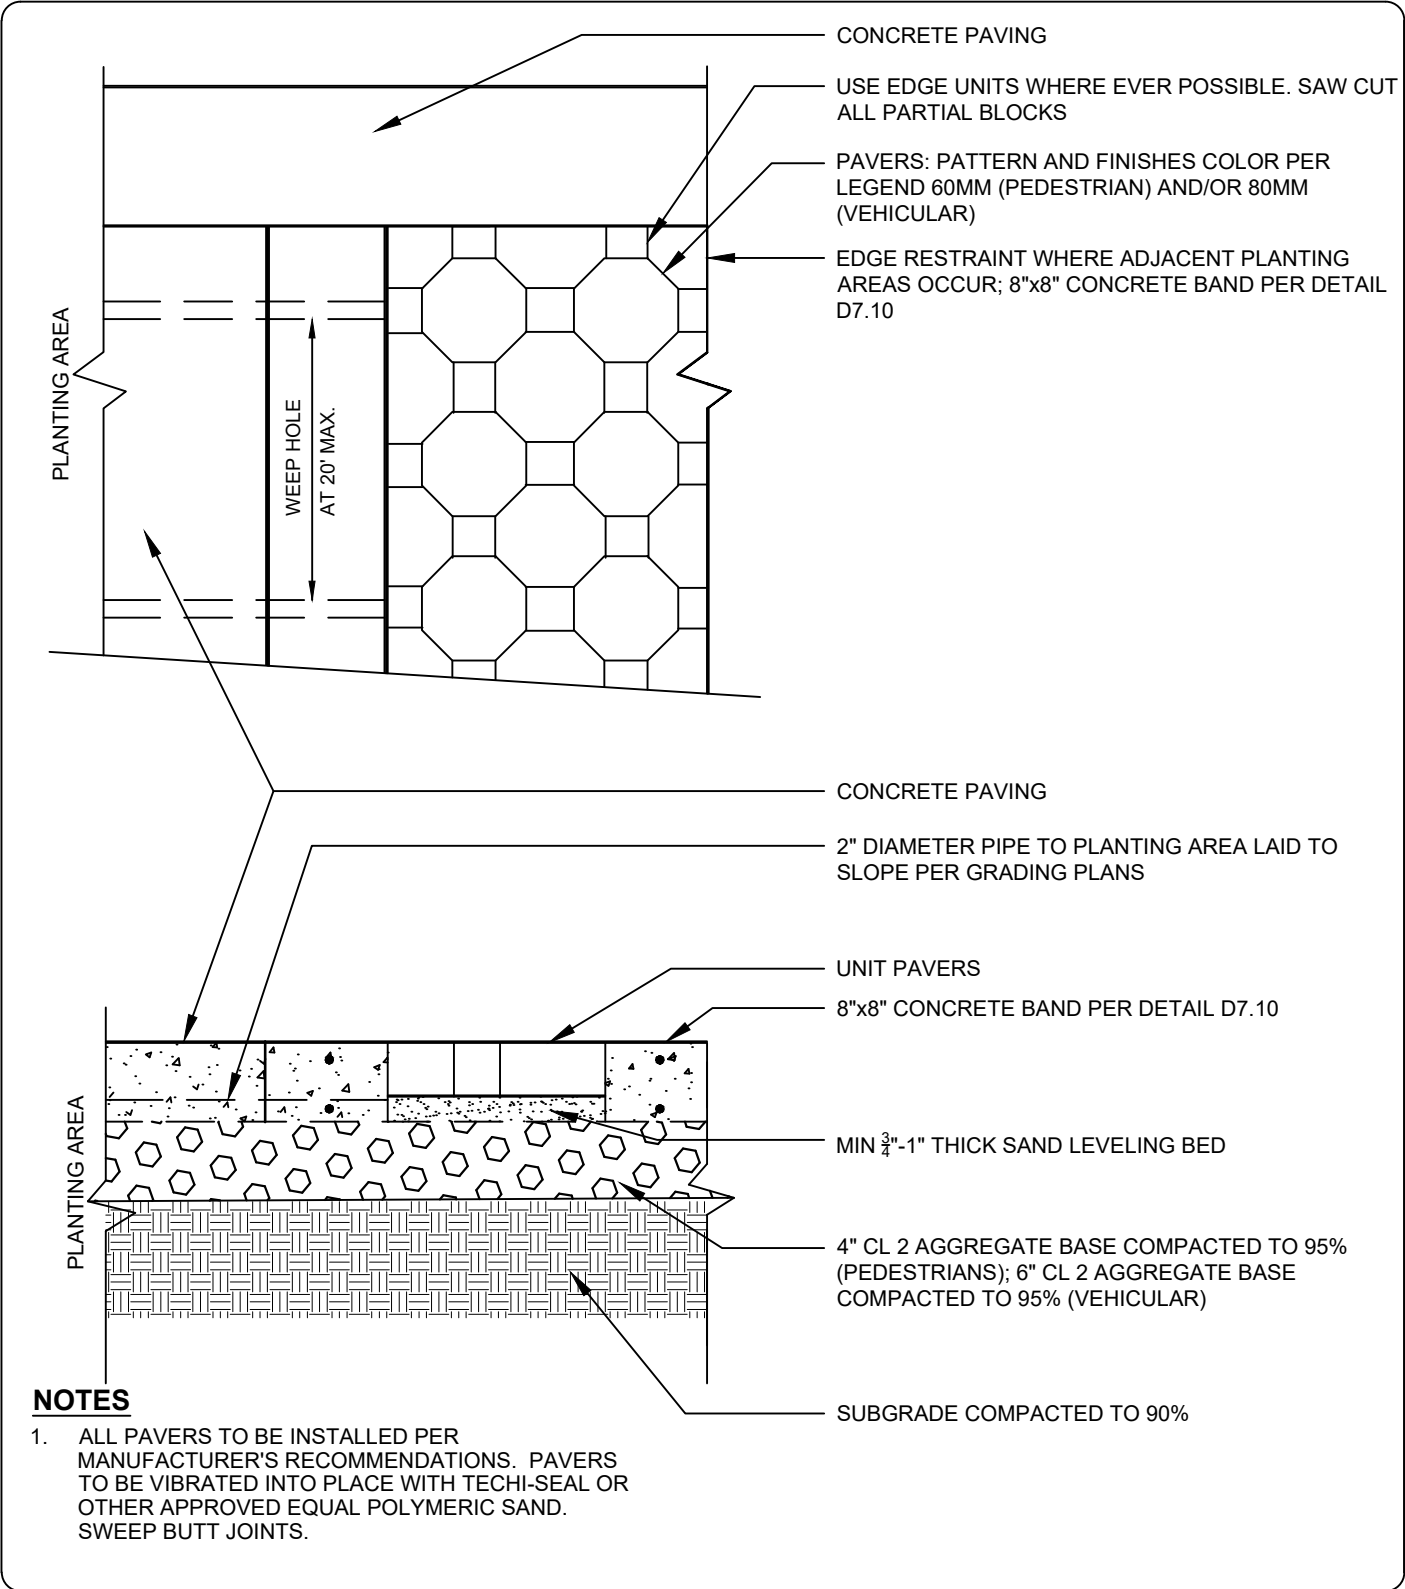 CONCRETE PAVING
USE EDGE UNITS WHERE EVER POSSIBLE. SAW CUT
ALL PARTIAL BLOCKS
PAVERS: PATTERN AND FINISHES COLOR PER
LEGEND 60MM (PEDESTRIAN) AND/OR 80MM
(VEHICULAR)
EDGE RESTRAINT WHERE ADJACENT PLANTING
AREAS OCCUR; 8"x8" CONCRETE BAND PER DETAIL
D7.10
PLANTING AREA
WEEP HOLE
AT 20' MAX.
CONCRETE PAVING
2" DIAMETER PIPE TO PLANTING AREA LAID TO
SLOPE PER GRADING PLANS
UNIT PAVERS
8"x8" CONCRETE BAND PER DETAIL D7.10
PLANTING AREA
MIN 3/4"-1" THICK SAND LEVELING BED
4" CL 2 AGGREGATE BASE COMPACTED TO 95%
(PEDESTRIANS); 6" CL 2 AGGREGATE BASE
COMPACTED TO 95% (VEHICULAR)
SUBGRADE COMPACTED TO 90%
NOTES
1. ALL PAVERS TO BE INSTALLED PER
MANUFACTURER'S RECOMMENDATIONS. PAVERS
TO BE VIBRATED INTO PLACE WITH TECHI-SEAL OR
OTHER APPROVED EQUAL POLYMERIC SAND.
SWEEP BUTT JOINTS.